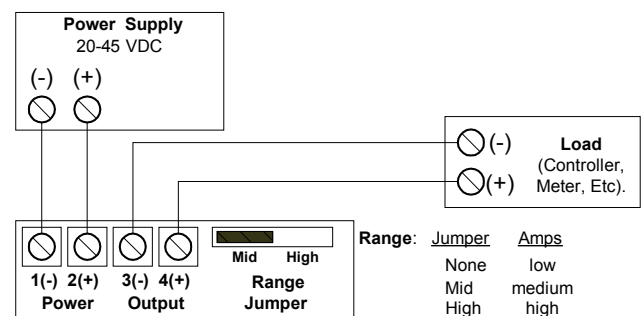 Power Supply
20-45 VDC
(-) (+)
(-) Load
(Controller,
(+) Meter, Etc).
Mid High
1(-) 2(+) 3(-) 4(+) Range
Power Output Jumper
Range: Jumper Amps
None low
Mid medium
High high